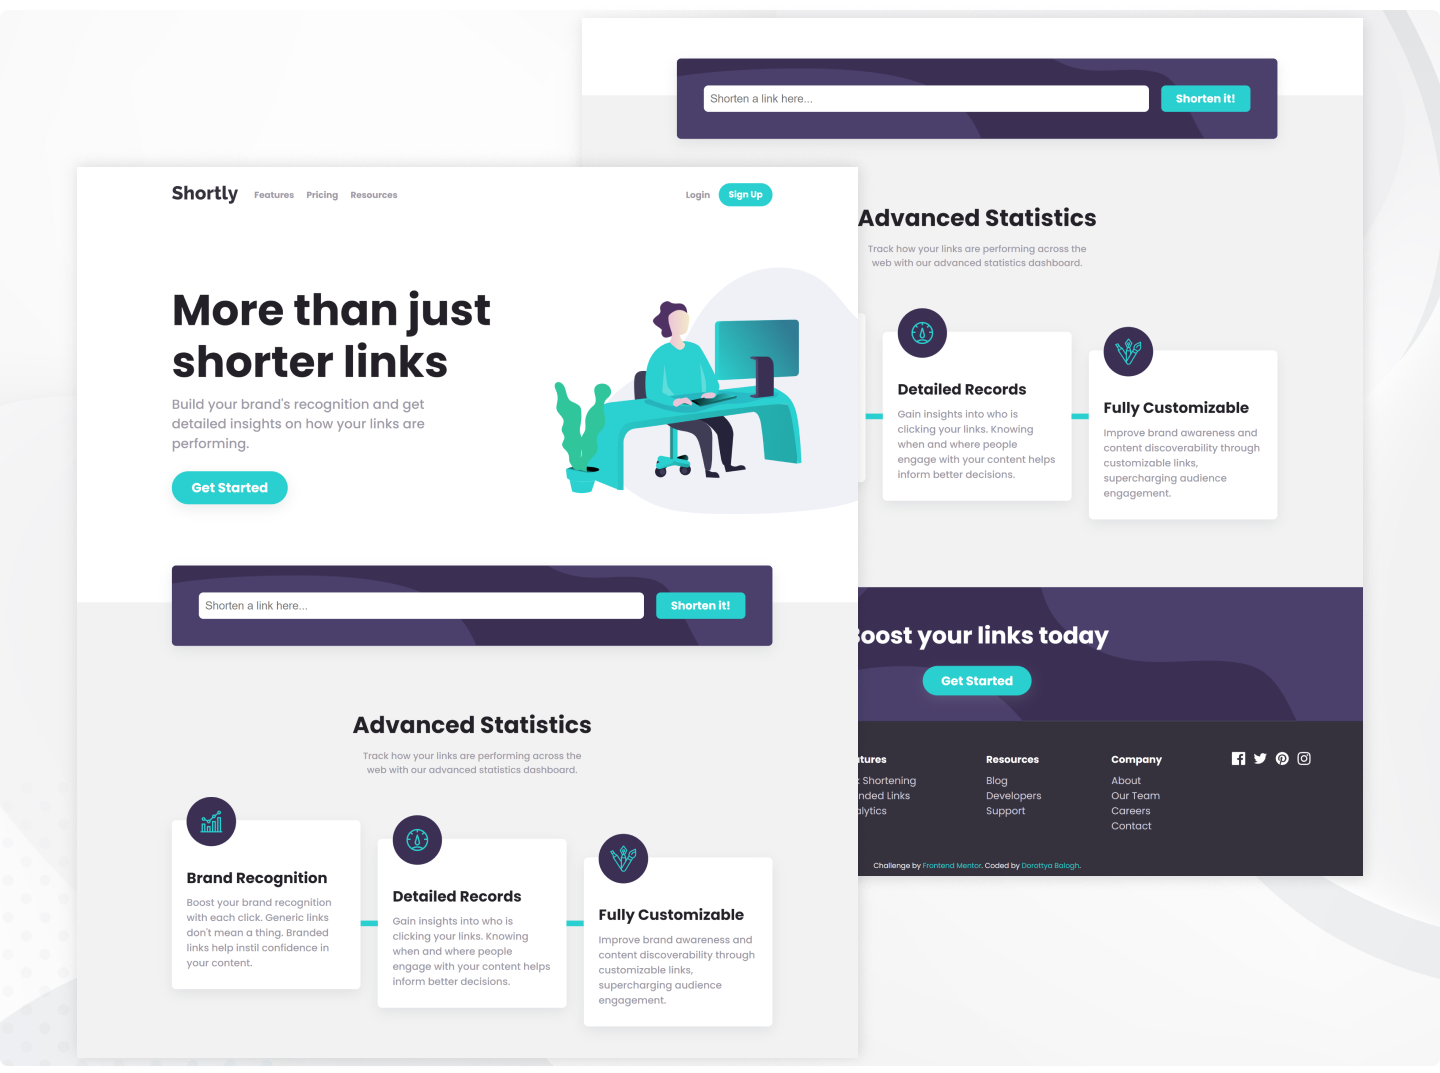 Shortly
Features Pricing Resources
Login
Sign Up
More than just
shorter links
Build your brand's recognition and get
detailed insights on how your links are
performing.
Get Started
Shorten a link here...
Shorten it!
Advanced Statistics
Track how your links are performing across the
web with our advanced statistics dashboard.
Brand Recognition
Boost your brand recognition
with each click. Generic links
don't mean a thing. Branded
links help instil confidence in
your content.
Detailed Records
Gain insights into who is
clicking your links. Knowing
when and where people
engage with your content helps
inform better decisions.
Fully Customizable
Improve brand awareness and
content discoverability through
customizable links,
supercharging audience
engagement.
Shorten a link here...
Shorten it!
Advanced Statistics
Track how your links are performing across the
web with our advanced statistics dashboard.
Detailed Records
Gain insights into who is
clicking your links. Knowing
when and where people
engage with your content helps
inform better decisions.
Fully Customizable
Improve brand awareness and
content discoverability through
customizable links,
supercharging audience
engagement.
Boost your links today
Get Started
Shortening
Links
Resources
Blog
Developers
Support
Company
About
Our Team
Careers
Contact
Challenge by Frontend Mentor. Coded by Dorottya Balogh.